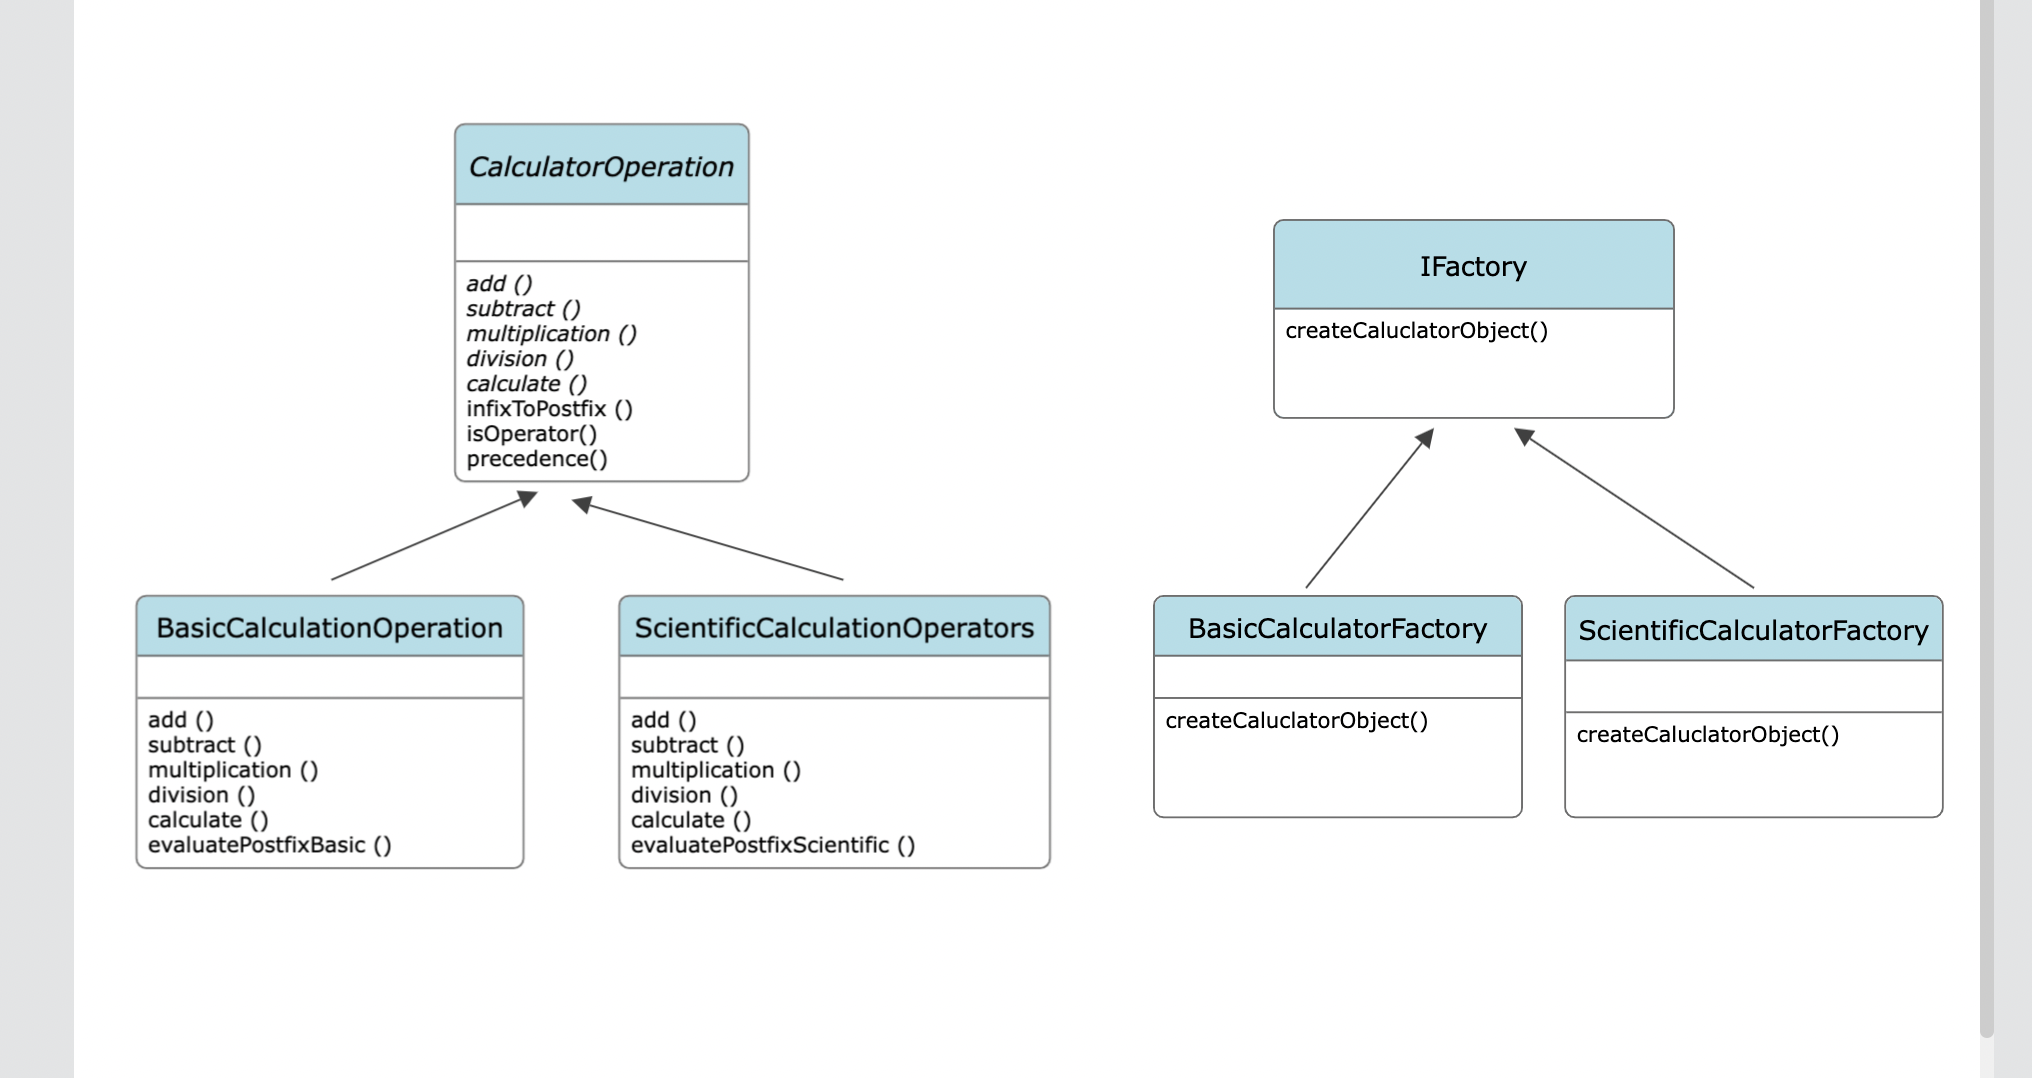 CalculatorOperation
add ()
subtract ()
multiplication ()
division ()
calculate ()
infixToPostfix ()
isOperator()
precedence()
BasicCalculationOperation
add ()
subtract ()
multiplication ()
division ()
calculate ()
evaluatePostfixBasic ()
ScientificCalculationOperators
add ()
subtract ()
multiplication ()
division ()
calculate ()
evaluatePostfixScientific ()
IFactory
createCaluclatorObject()
BasicCalculatorFactory
createCaluclatorObject()
ScientificCalculatorFactory
createCaluclatorObject()